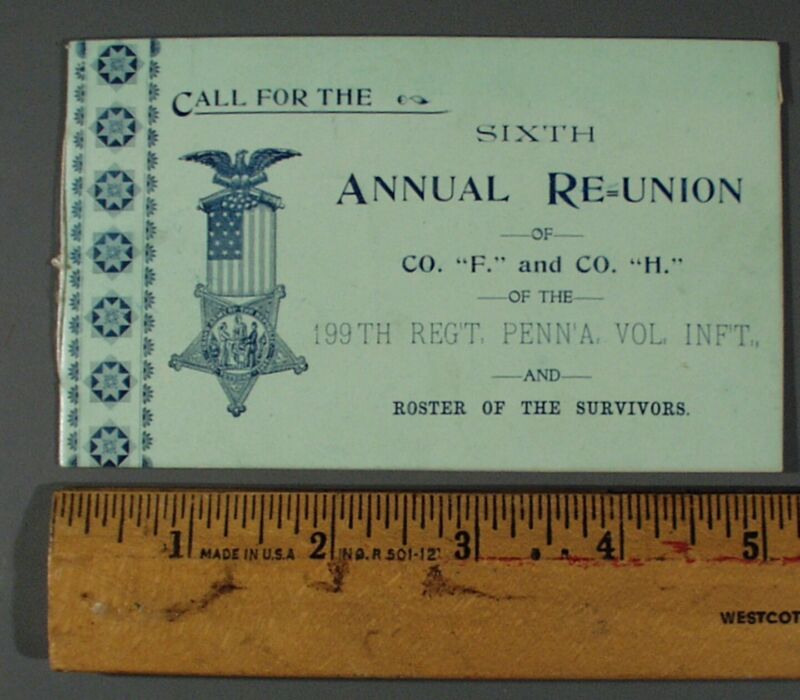 CALL FOR THE
SIXTH
ANNUAL RE=UNION
—OF—
CO. "F." and CO. "H."
—OF THE—
199TH REG'T. PENN'A. VOL. INF'T.,
—AND—
ROSTER OF THE SURVIVORS.
1 2 3 4 5
MADE IN U.S.A NO. R 501-12"
WESTCOT